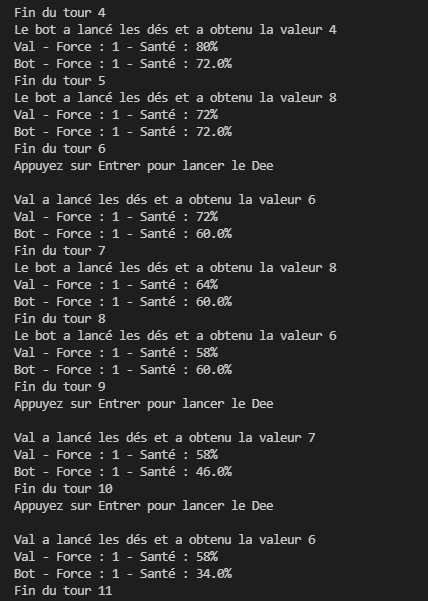 Fin du tour 4
Le bot a lancé les dés et a obtenu la valeur 4
Val - Force : 1 - Santé : 80%
Bot - Force : 1 - Santé : 72.0%
Fin du tour 5
Le bot a lancé les dés et a obtenu la valeur 8
Val - Force : 1 - Santé : 72%
Bot - Force : 1 - Santé : 72.0%
Fin du tour 6
Appuyez sur Entrer pour lancer le Dee
Val a lancé les dés et a obtenu la valeur 6
Val - Force : 1 - Santé : 72%
Bot - Force : 1 - Santé : 60.0%
Fin du tour 7
Le bot a lancé les dés et a obtenu la valeur 8
Val - Force : 1 - Santé : 64%
Bot - Force : 1 - Santé : 60.0%
Fin du tour 8
Le bot a lancé les dés et a obtenu la valeur 6
Val - Force : 1 - Santé : 58%
Bot - Force : 1 - Santé : 60.0%
Fin du tour 9
Appuyez sur Entrer pour lancer le Dee
Val a lancé les dés et a obtenu la valeur 7
Val - Force : 1 - Santé : 58%
Bot - Force : 1 - Santé : 46.0%
Fin du tour 10
Appuyez sur Entrer pour lancer le Dee
Val a lancé les dés et a obtenu la valeur 6
Val - Force : 1 - Santé : 58%
Bot - Force : 1 - Santé : 34.0%
Fin du tour 11